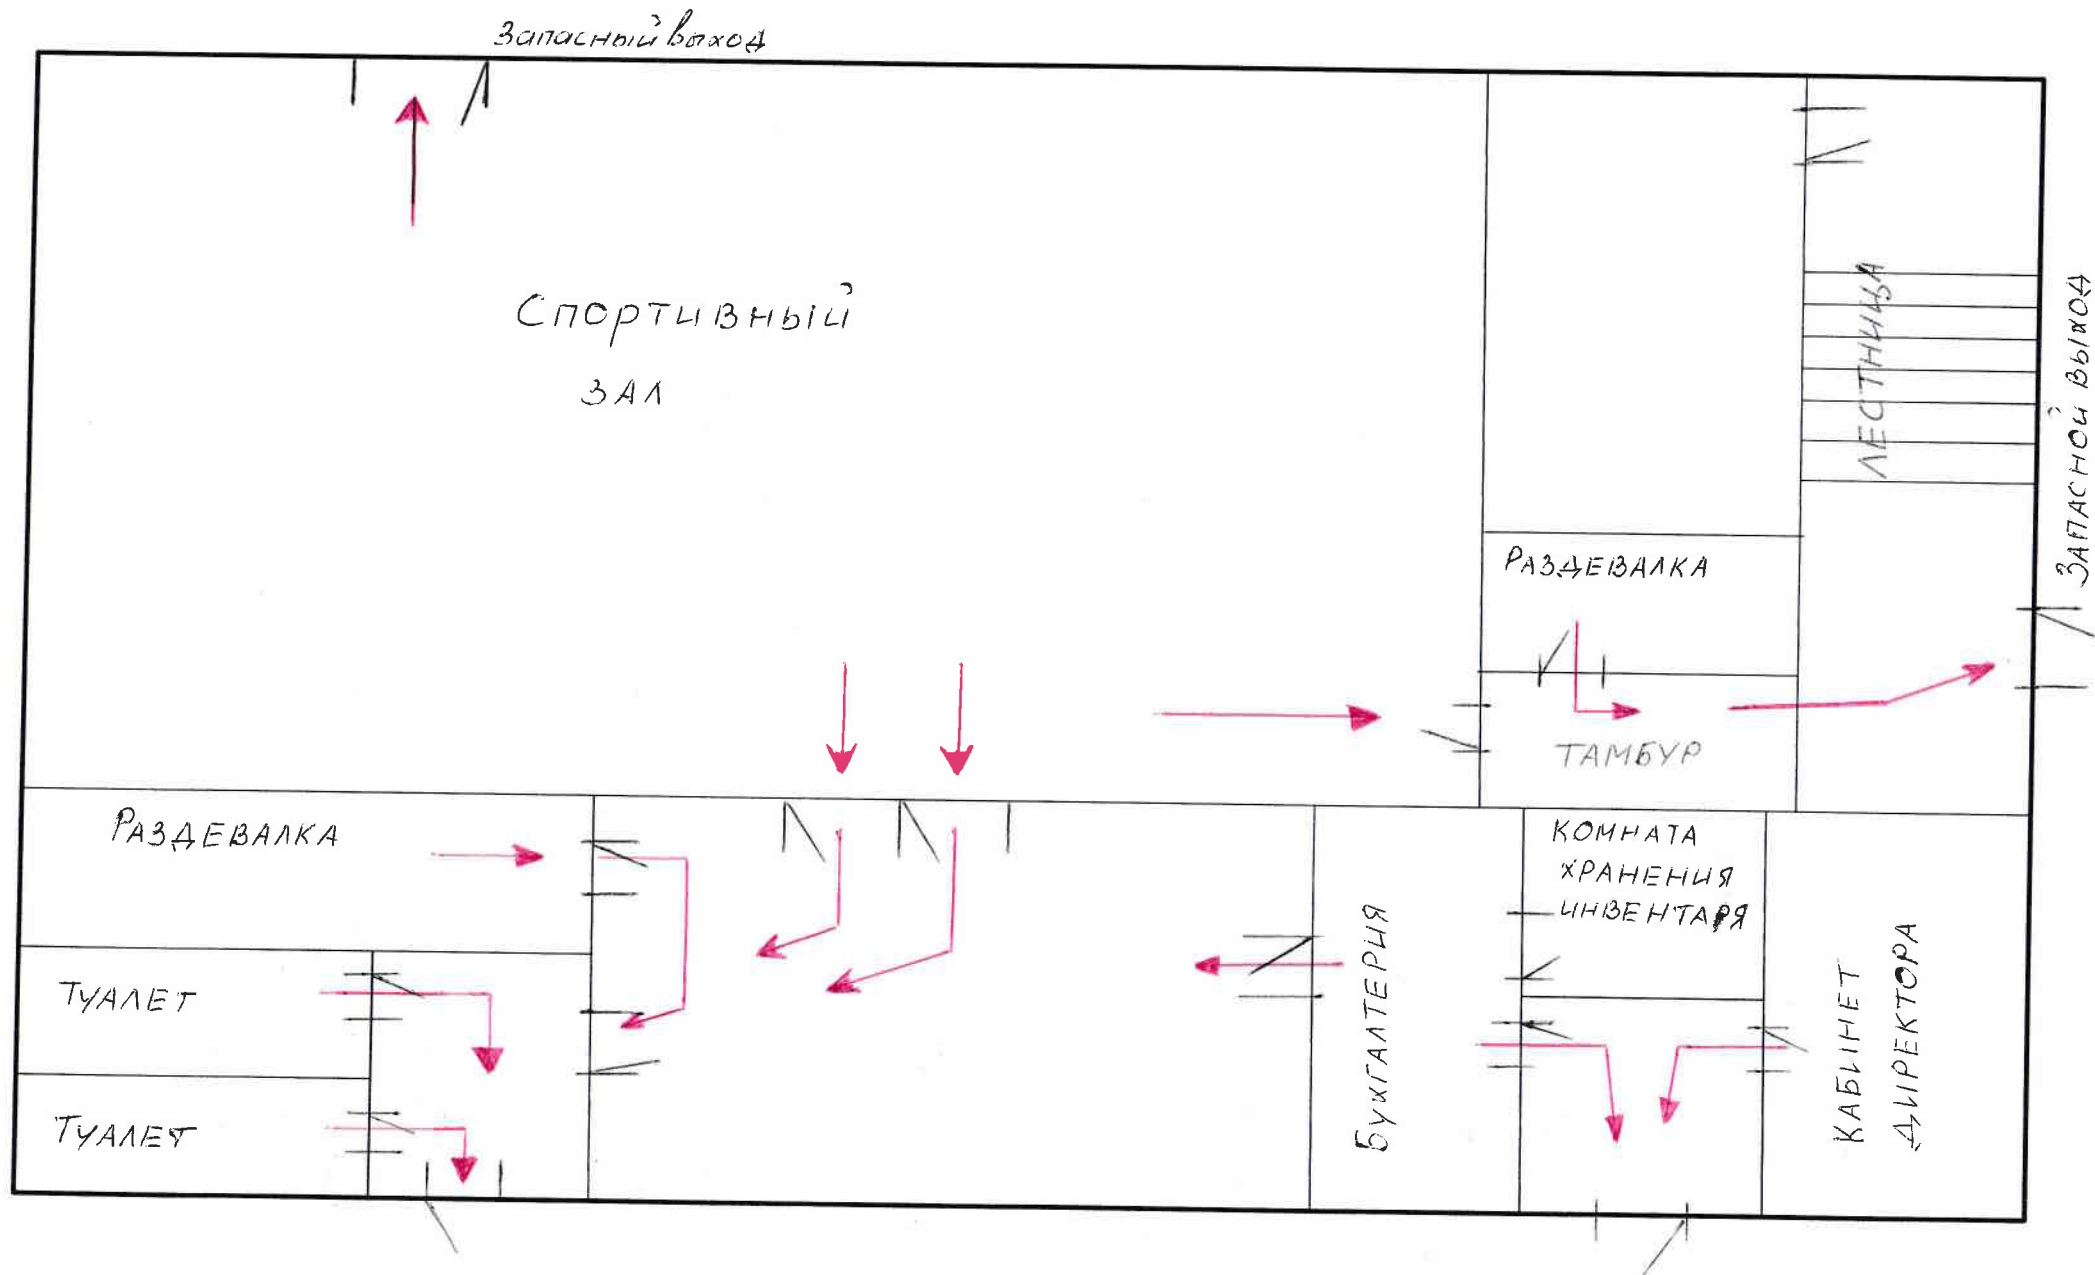 Запасный выход
Спортивный
ЗАЛ
ЛЕСТНИЦА
ЗАПАСНОЙ ВЫХОД
РАЗДЕВАЛКА
ТАМБУР
РАЗДЕВАЛКА
ТУАЛЕТ
ТУАЛЕТ
БУХГАЛТЕРИЯ
КОМНАТА
ХРАНЕНИЯ
ИНВЕНТАРЯ
КАБИНЕТ
ДИРЕКТОРА